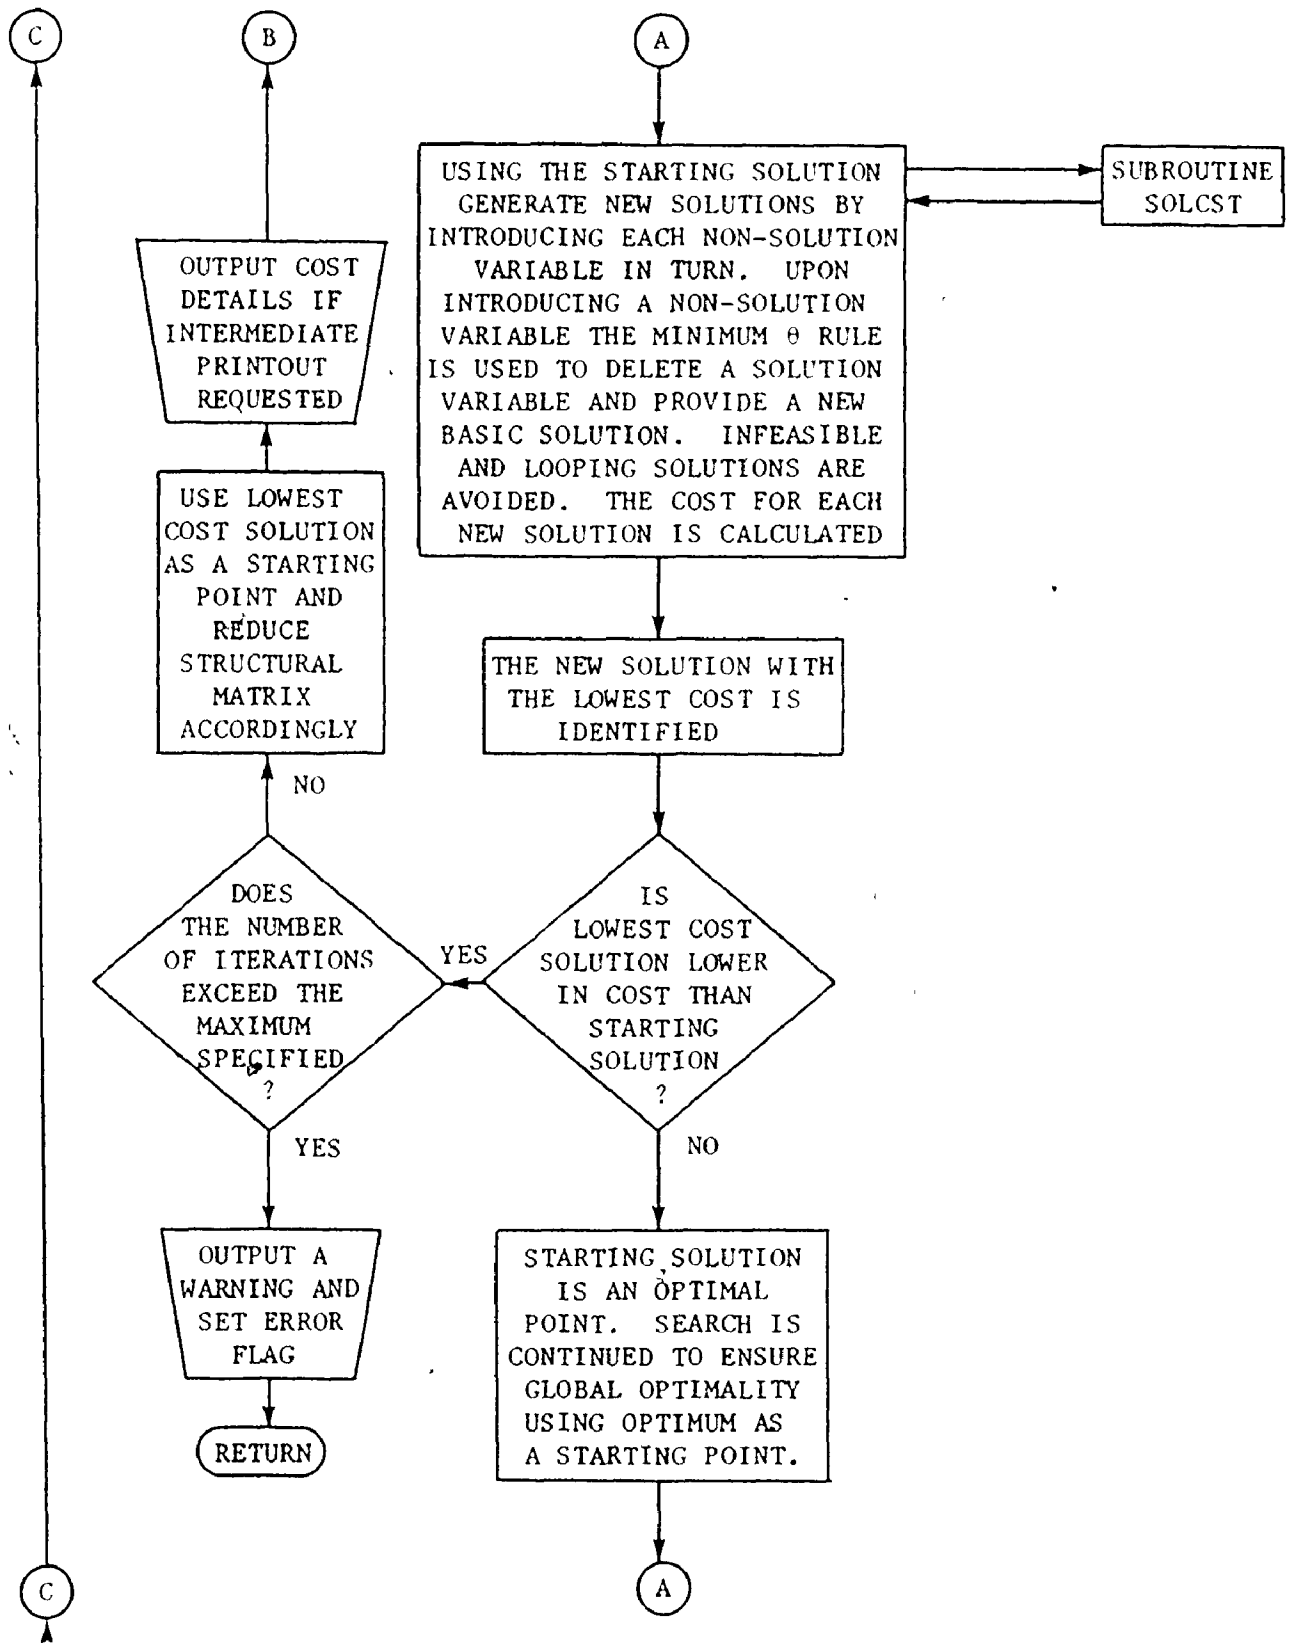 C
B
A
USING THE STARTING SOLUTION
GENERATE NEW SOLUTIONS BY
INTRODUCING EACH NON-SOLUTION
VARIABLE IN TURN. UPON
INTRODUCING A NON-SOLUTION
VARIABLE THE MINIMUM θ RULE
IS USED TO DELETE A SOLUTION
VARIABLE AND PROVIDE A NEW
BASIC SOLUTION. INFEASIBLE
AND LOOPING SOLUTIONS ARE
AVOIDED. THE COST FOR EACH
NEW SOLUTION IS CALCULATED
SUBROUTINE
SOLCST
OUTPUT COST
DETAILS IF
INTERMEDIATE
PRINTOUT
REQUESTED
USE LOWEST
COST SOLUTION
AS A STARTING
POINT AND
REDUCE
STRUCTURAL
MATRIX
ACCORDINGLY
THE NEW SOLUTION WITH
THE LOWEST COST IS
IDENTIFIED
NO
DOES
THE NUMBER
OF ITERATIONS
EXCEED THE
MAXIMUM
SPECIFIED
?
YES
IS
LOWEST COST
SOLUTION LOWER
IN COST THAN
STARTING
SOLUTION
?
YES
NO
OUTPUT A
WARNING AND
SET ERROR
FLAG
RETURN
STARTING SOLUTION
IS AN OPTIMAL
POINT. SEARCH IS
CONTINUED TO ENSURE
GLOBAL OPTIMALITY
USING OPTIMUM AS
A STARTING POINT.
C
A